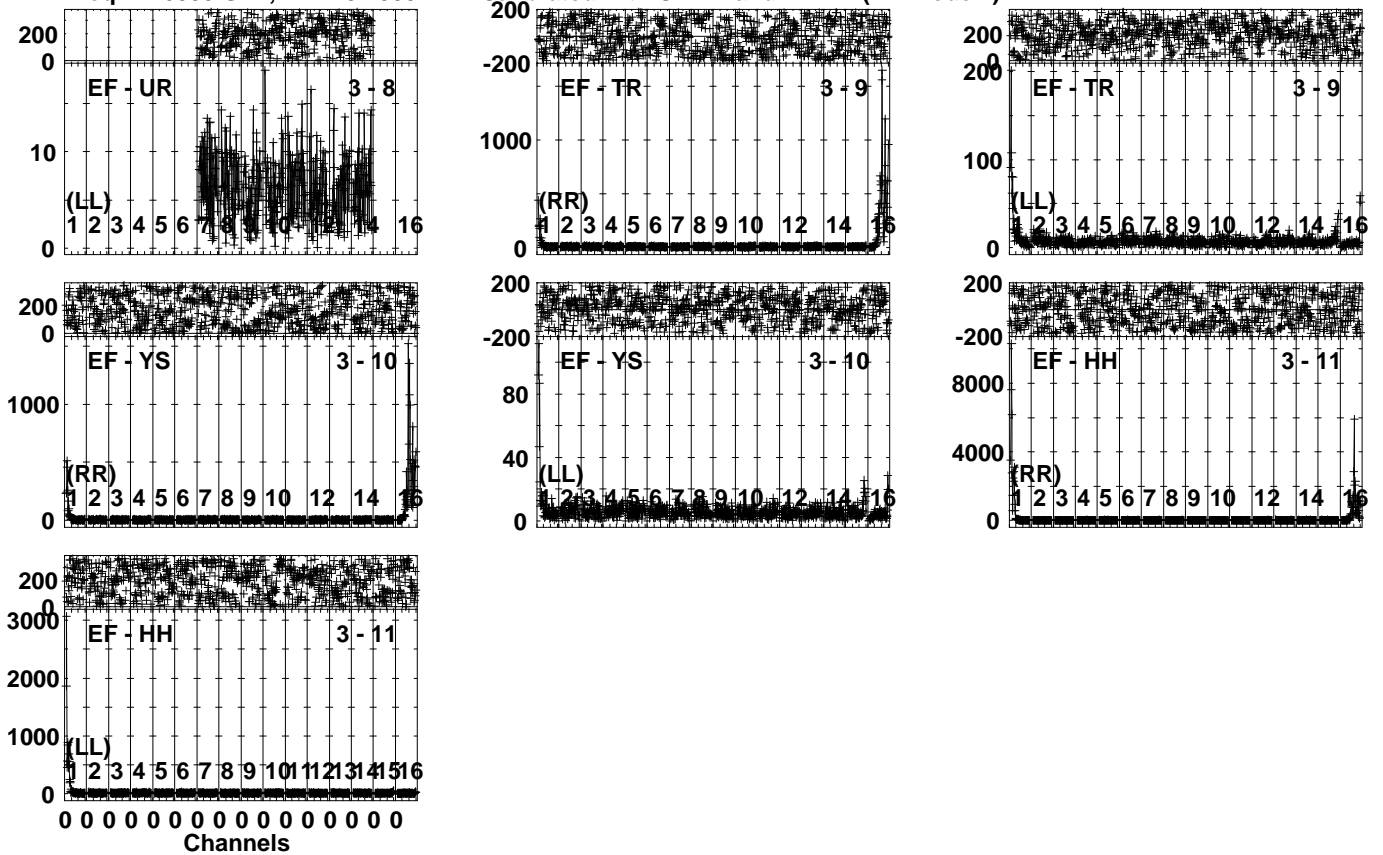 200
0
EF - UR 3 - 8
10
(LL)
1 2 3 4 5 6 7 8 9 10 12 14 16
0
200
-200
EF - TR 3 - 9
1000
(RR)
1 2 3 4 5 6 7 8 9 10 12 14 16
0
200
0
200
EF - TR 3 - 9
100
(LL)
1 2 3 4 5 6 7 8 9 10 12 14 16
0
200
0
EF - YS 3 - 10
1000
(RR)
1 2 3 4 5 6 7 8 9 10 12 14 16
0
200
-200
EF - YS 3 - 10
80
40
(LL)
1 2 3 4 5 6 7 8 9 10 12 14 16
0
200
-200
EF - HH 3 - 11
8000
4000
(RR)
1 2 3 4 5 6 7 8 9 10 12 14 16
0
200
0
3000
EF - HH 3 - 11
2000
1000
(LL)
1 2 3 4 5 6 7 8 9 10 11 12 13 14 15 16
0
0 0 0 0 0 0 0 0 0 0 0 0 0 0 0 0
Channels